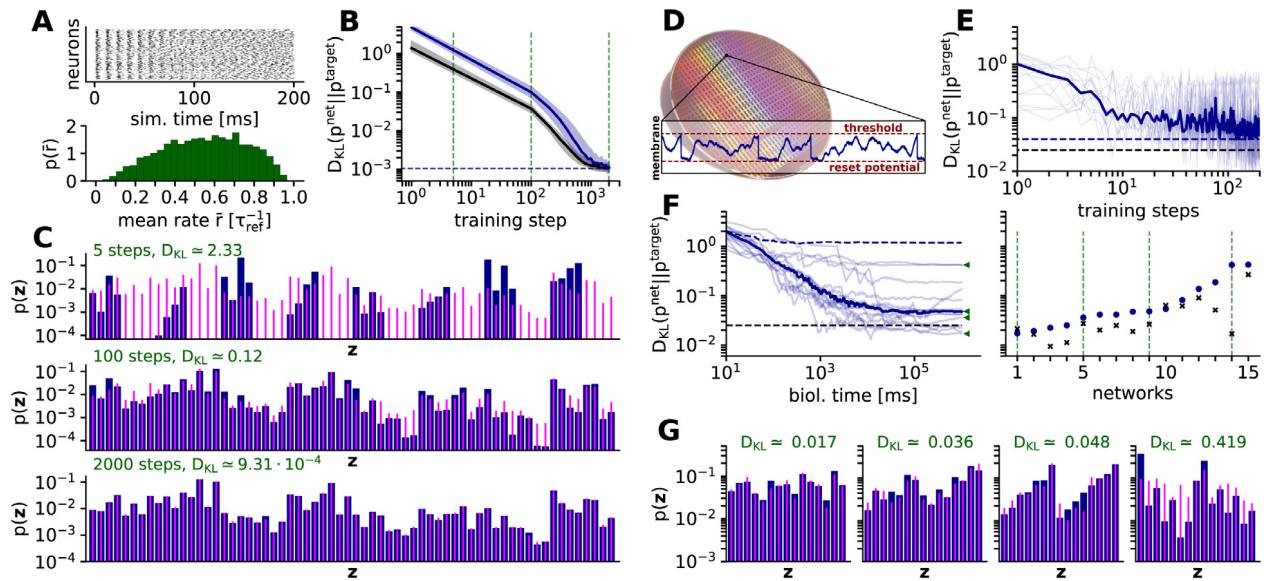 A
neurons
0
100
200
sim. time [ms]
p(r̄)
2
1
0
0
0.2
0.4
0.6
0.8
1.0
mean rate r̄ [τ_ref^-1]
B
D_KL(p^net||p^target)
10^0
10^-1
10^-2
10^-3
10^0
10^1
10^2
10^3
training step
C
5 steps, D_KL ≃ 2.33
p(z)
10^-1
10^-2
10^-3
10^-4
z
100 steps, D_KL ≃ 0.12
p(z)
10^-1
10^-2
10^-3
10^-4
z
2000 steps, D_KL ≃ 9.31 · 10^-4
p(z)
10^-1
10^-2
10^-3
10^-4
z
D
membrane
threshold
reset potential
E
D_KL(p^net||p^target)
10^0
10^-1
10^-2
10^0
10^1
10^2
training steps
F
D_KL(p^net||p^target)
10^0
10^-1
10^-2
10^1
10^3
10^5
biol. time [ms]
1
5
10
15
networks
G
D_KL ≃ 0.017
D_KL ≃ 0.036
D_KL ≃ 0.048
D_KL ≃ 0.419
p(z)
10^-1
10^-2
10^-3
z
z
z
z